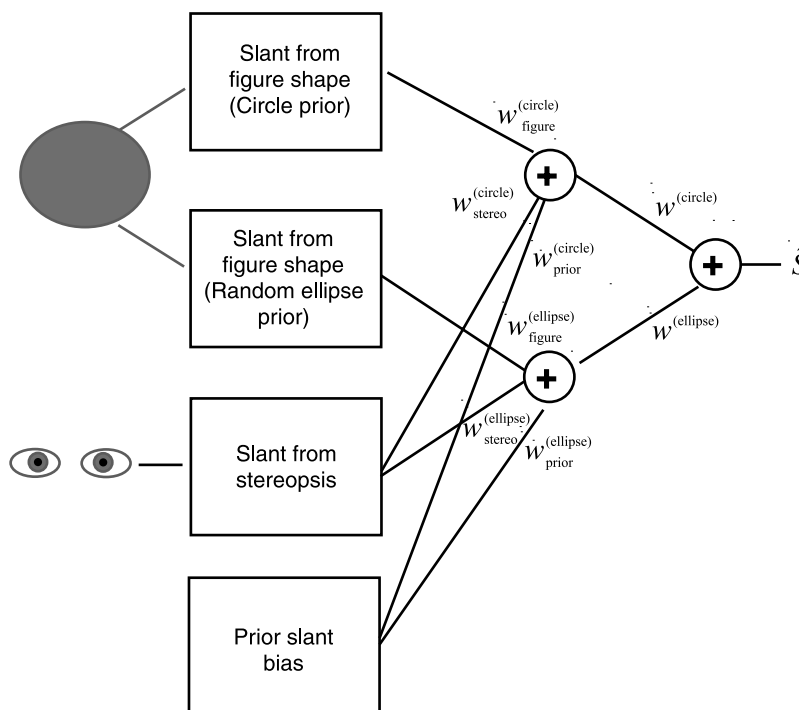 Slant from
figure shape
(Circle prior)
Slant from
figure shape
(Random ellipse
prior)
Slant from
stereopsis
Prior slant
bias
w(circle)
figure
w(circle)
stereo
w(circle)
prior
w(circle)
w(ellipse)
figure
w(ellipse)
w(ellipse)
stereo
w(ellipse)
prior
+
+
+